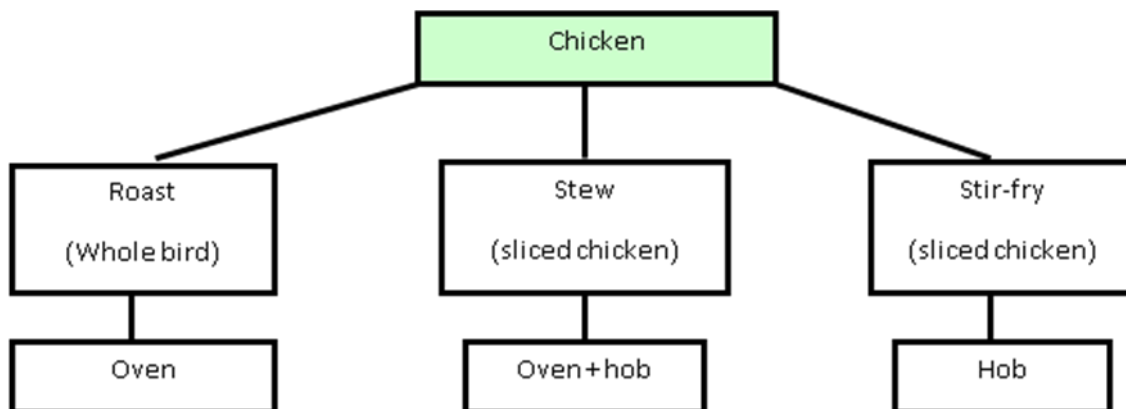 Chicken
Roast
(Whole bird)
Stew
(sliced chicken)
Stir-fry
(sliced chicken)
Oven
Oven + hob
Hob